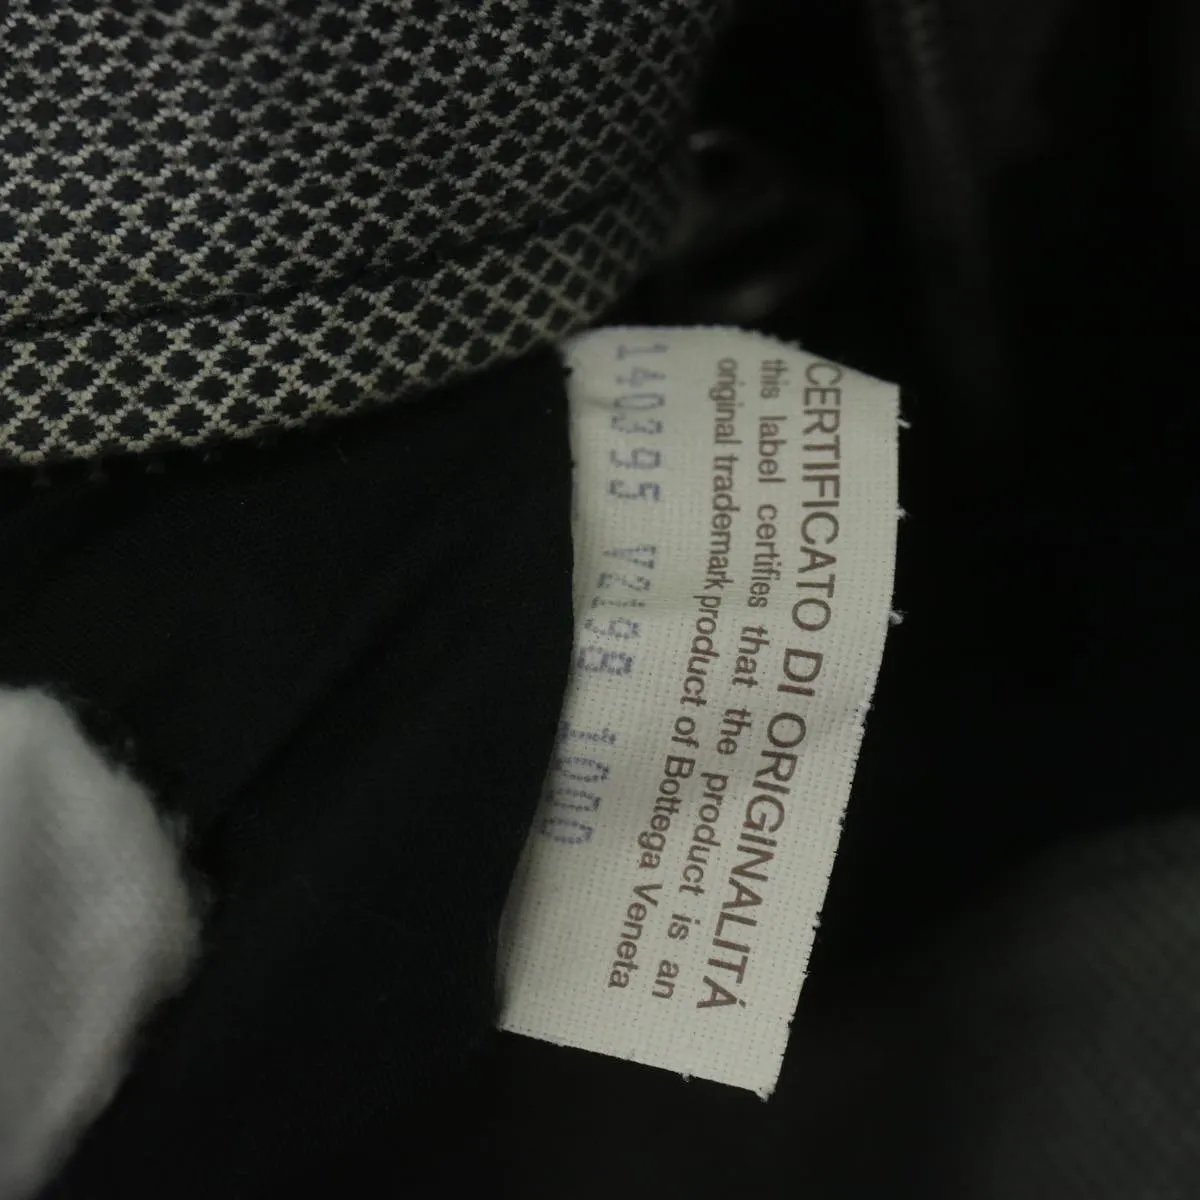 CERTIFICATO DI ORIGINALITÁ
this label certifies that the product is an
original trademark product of Bottega Veneta
140395 V2198 1000